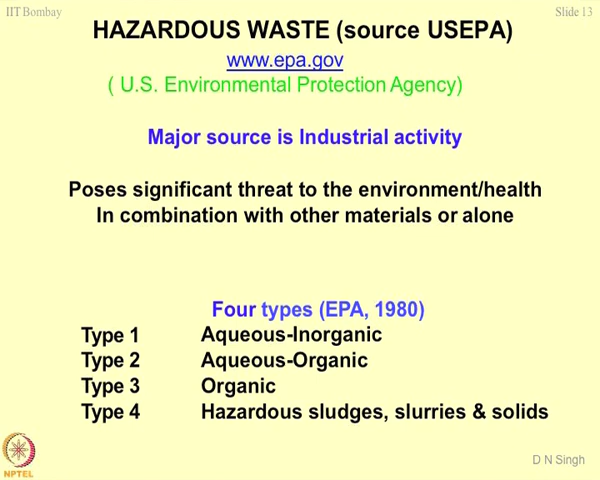 IIT Bombay
Slide 13
HAZARDOUS WASTE (source USEPA)
www.epa.gov
( U.S. Environmental Protection Agency)
Major source is Industrial activity
Poses significant threat to the environment/health
In combination with other materials or alone
Four types (EPA, 1980)
Type 1 Aqueous-Inorganic
Type 2 Aqueous-Organic
Type 3 Organic
Type 4 Hazardous sludges, slurries & solids
NPTEL
D N Singh